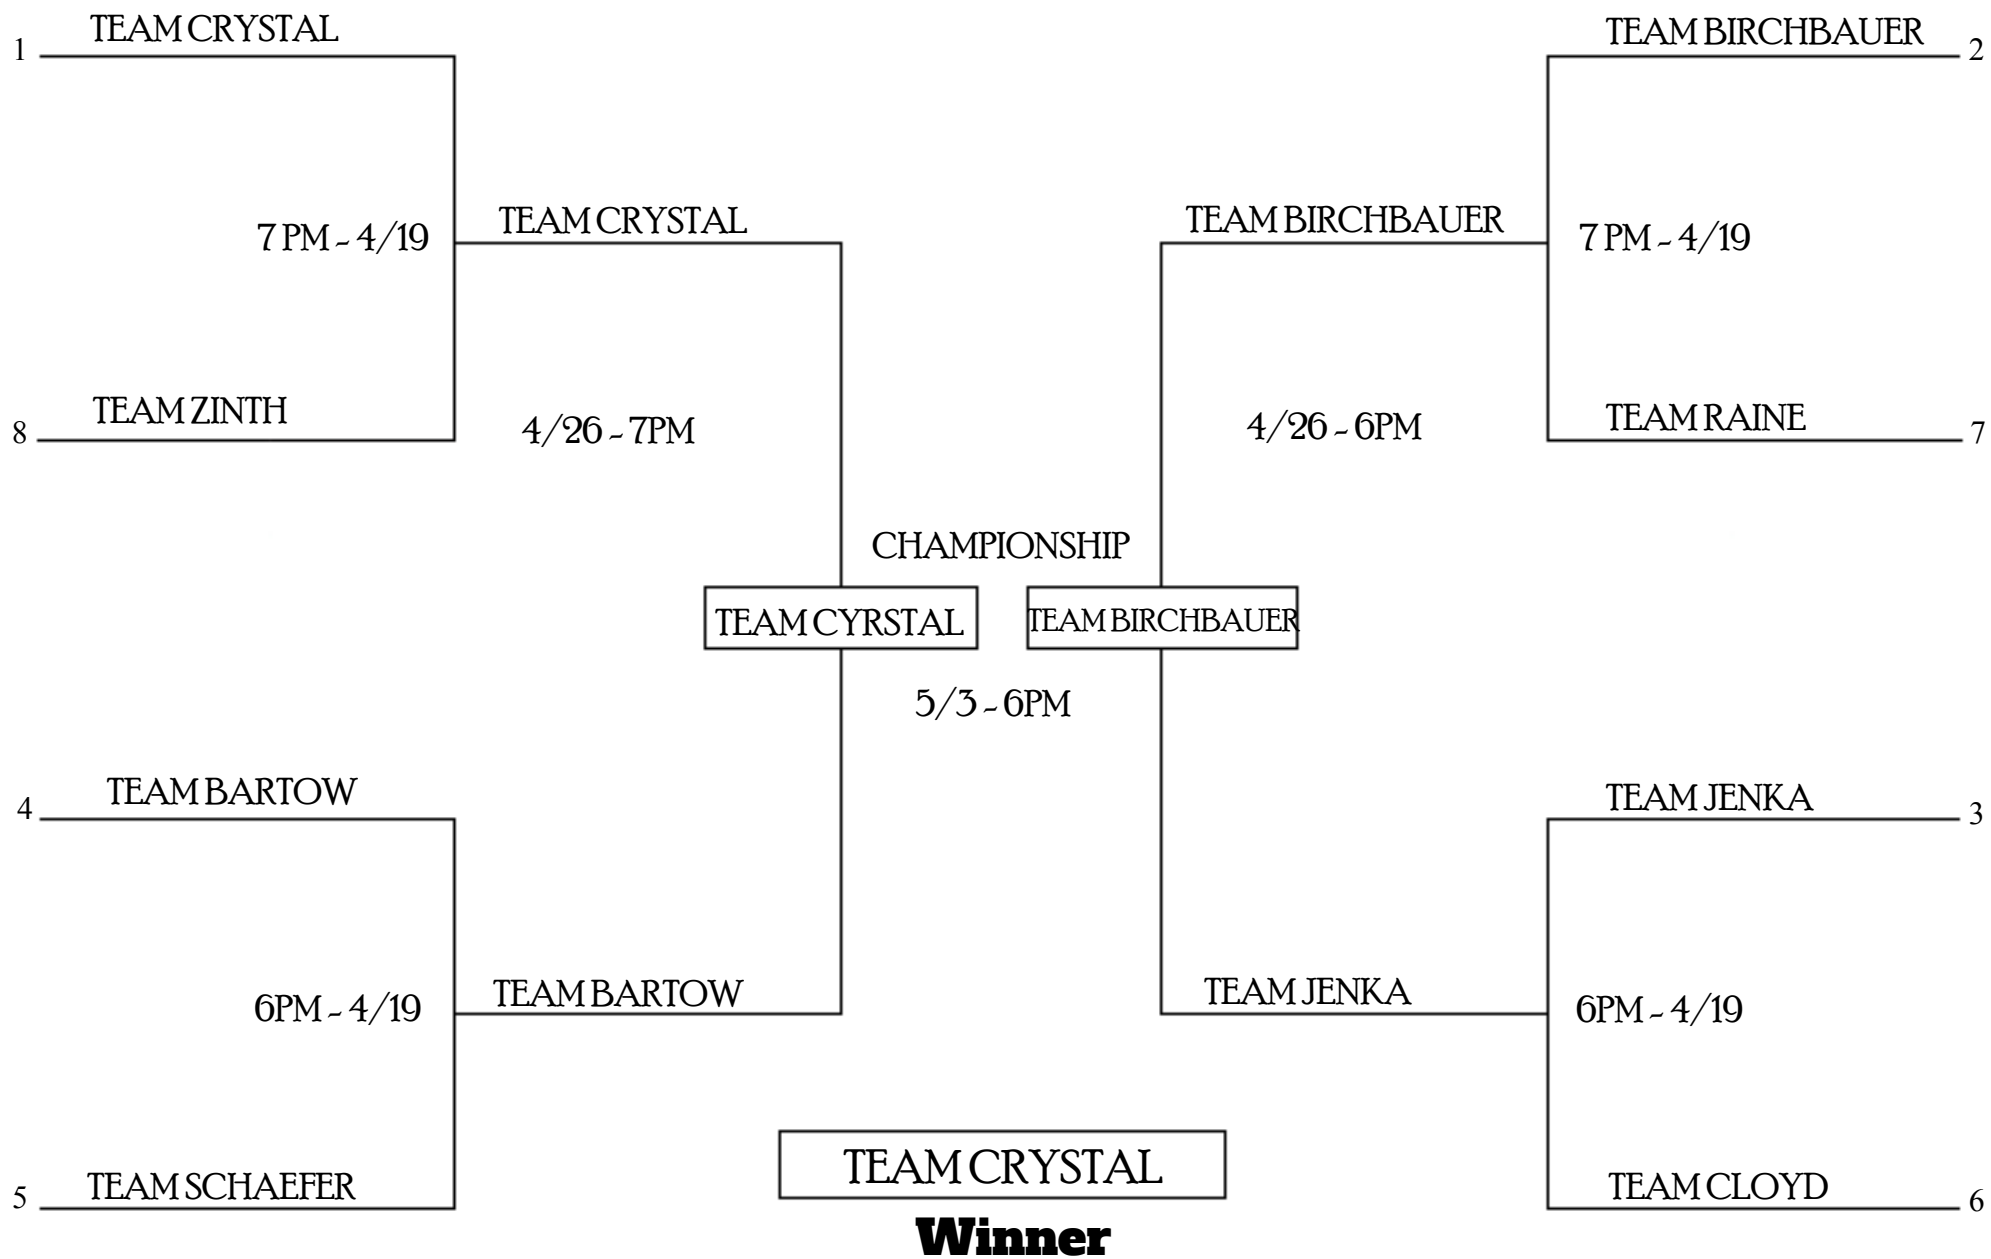 TEAM CRYSTAL
1
TEAM BIRCHBAUER
2
7 PM ~ 4/19
TEAM CRYSTAL
TEAM BIRCHBAUER
7 PM ~ 4/19
TEAM ZINTH
8
4/26 ~ 7PM
4/26 ~ 6PM
TEAM RAINE
7
CHAMPIONSHIP
TEAM CYRSTAL
TEAM BIRCHBAUER
5/3 ~ 6PM
TEAM BARTOW
4
TEAM JENKA
3
6PM ~ 4/19
TEAM BARTOW
TEAM JENKA
6PM ~ 4/19
TEAM SCHAEFER
5
TEAM CRYSTAL
TEAM CLOYD
6
Winner